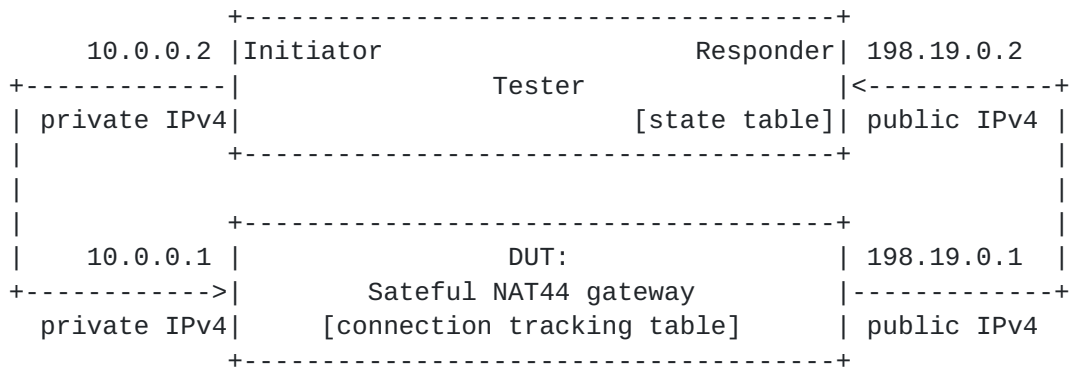 +--------------------------------------+
     10.0.0.2 |Initiator                    Responder| 198.19.0.2
+-------------|                Tester                |<------------+
| private IPv4|                         [state table]| public IPv4 |
|             +--------------------------------------+             |
|                                                                  |
|             +--------------------------------------+             |
|    10.0.0.1 |                 DUT:                 | 198.19.0.1  |
+------------>|        Sateful NAT44 gateway         |-------------+
  private IPv4|     [connection tracking table]      | public IPv4
              +--------------------------------------+